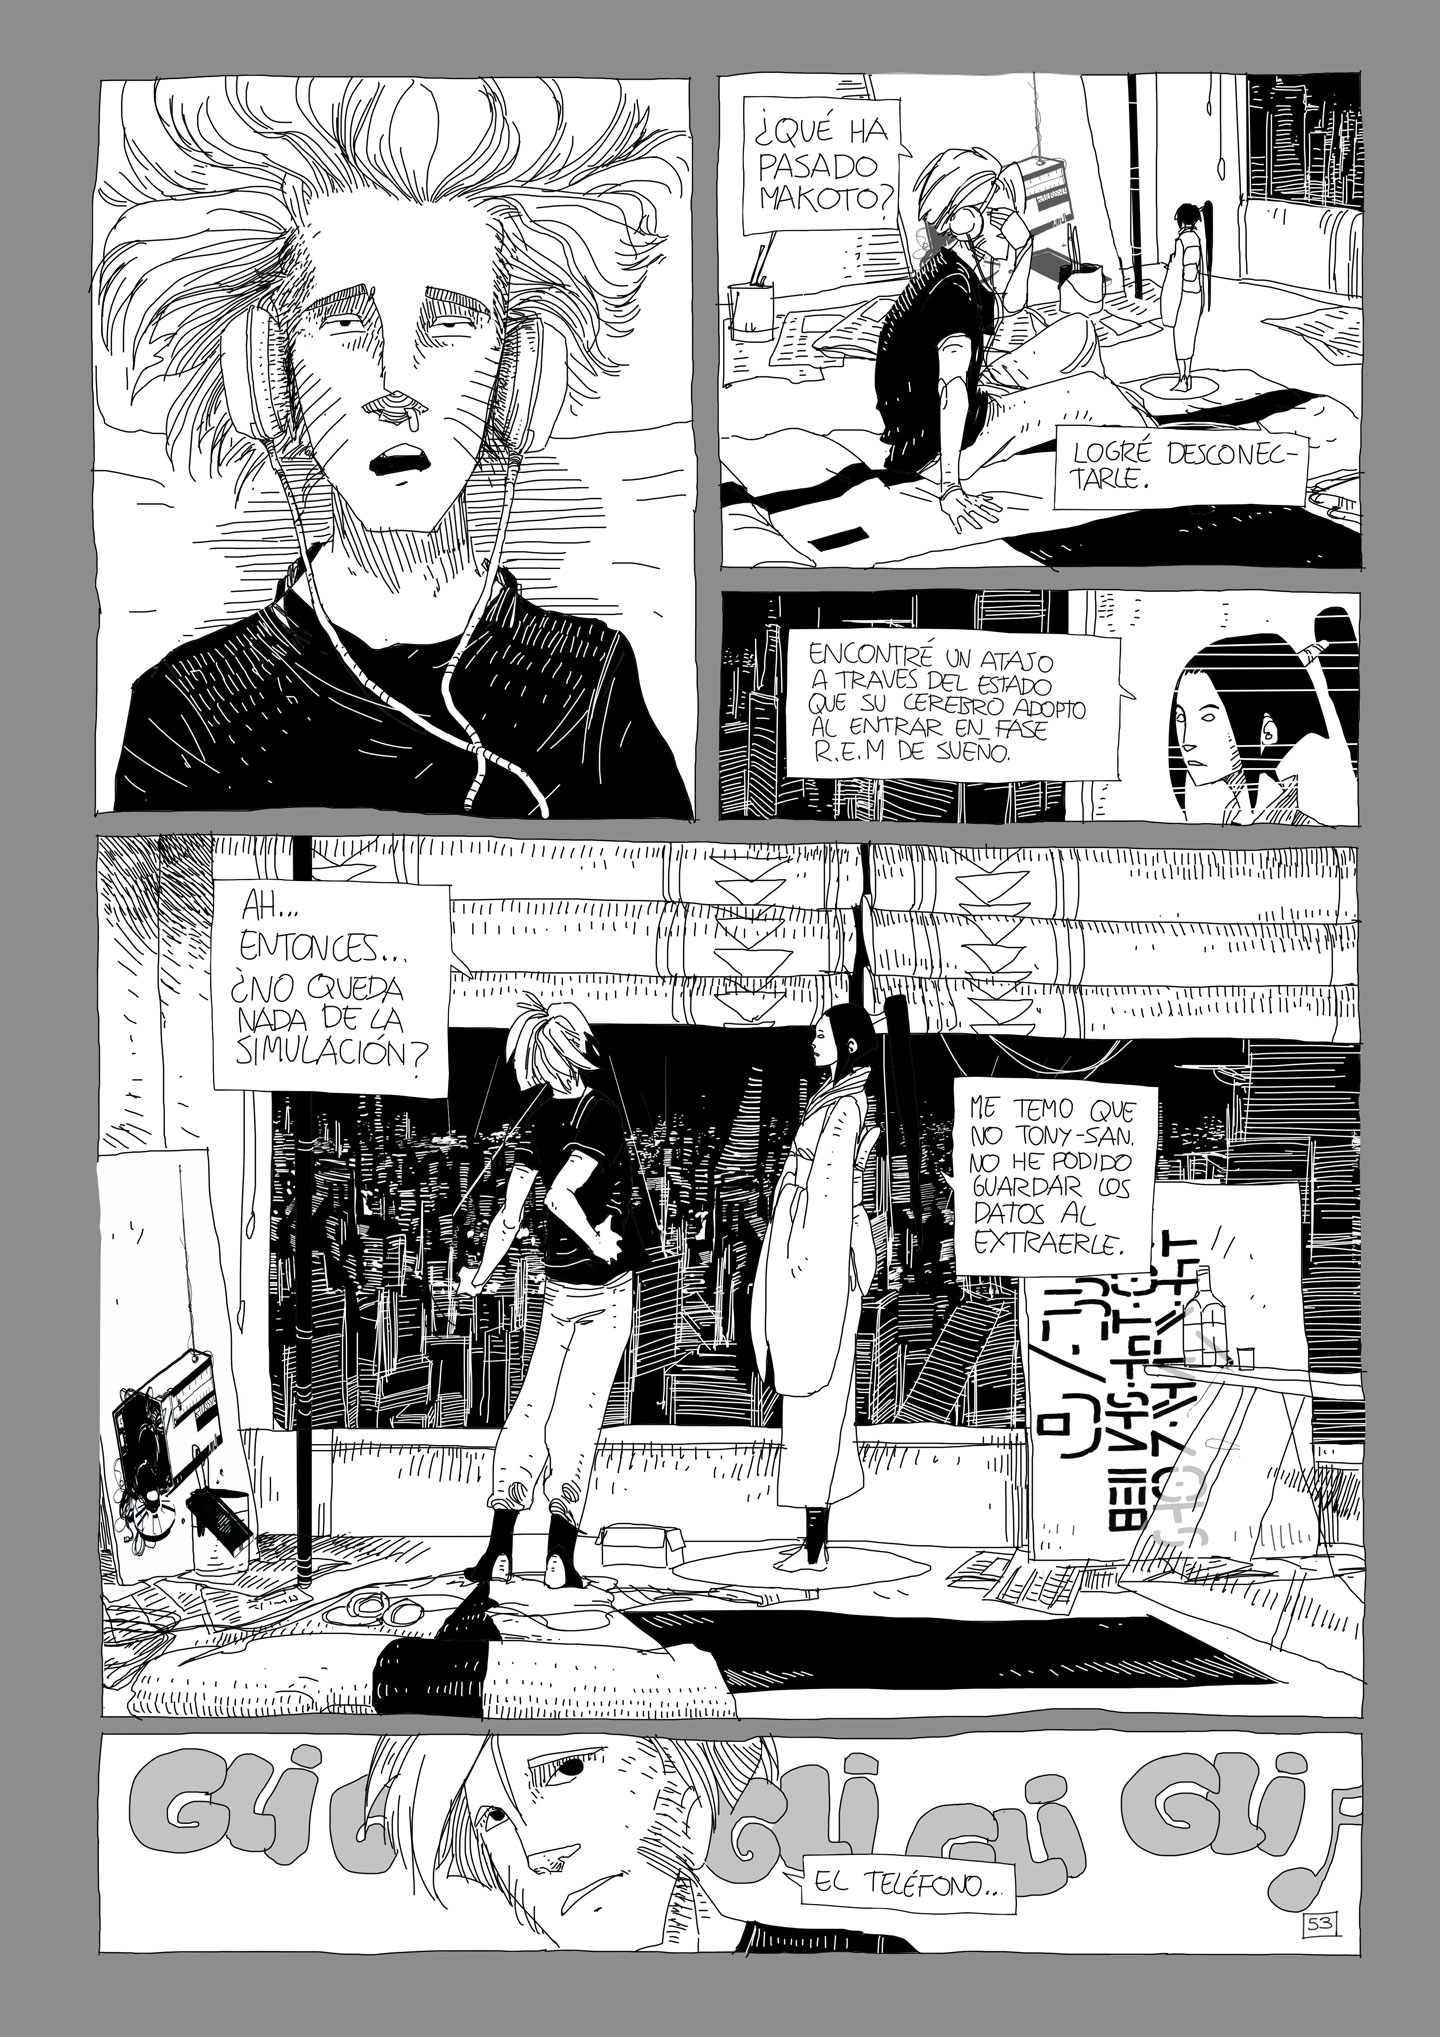 ¿QUÉ HA
PASADO
MAKOTO?
LOGRÉ DESCONEC-
TARLE.
ENCONTRÉ UN ATAJO
A TRAVÉS DEL ESTADO
QUE SU CEREBRO ADOPTO
AL ENTRAR EN FASE
R.E.M DE SUEÑO.
AH...
ENTONCES...
¿NO QUEDA
NADA DE LA
SIMULACIÓN?
ME TEMO QUE
NO TONY-SAN.
NO HE PODIDO
GUARDAR LOS
DATOS AL
EXTRAERLE.
GLI G GLI GLI GLI
EL TELÉFONO...
53